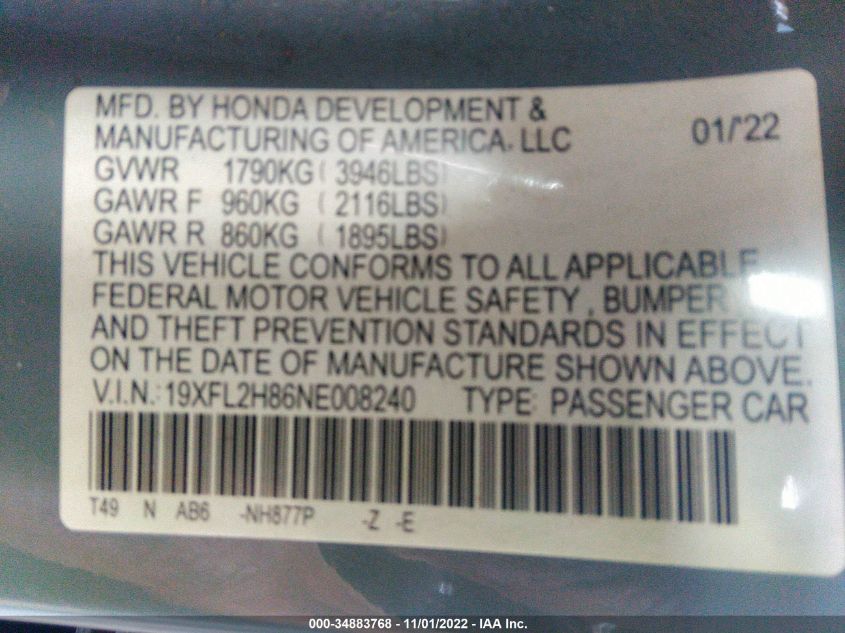 MFD. BY HONDA DEVELOPMENT &
MANUFACTURING OF AMERICA, LLC 01/'22
GVWR 1790KG ( 3946LBS)
GAWR F 960KG ( 2116LBS)
GAWR R 860KG ( 1895LBS)
THIS VEHICLE CONFORMS TO ALL APPLICABLE
FEDERAL MOTOR VEHICLE SAFETY, BUMPER
AND THEFT PREVENTION STANDARDS IN EFFECT
ON THE DATE OF MANUFACTURE SHOWN ABOVE.
V.I.N.: 19XFL2H86NE008240 TYPE: PASSENGER CAR
T49 N AB6 -NH877P -Z -E
000-34883768 - 11/01/2022 - IAA Inc.